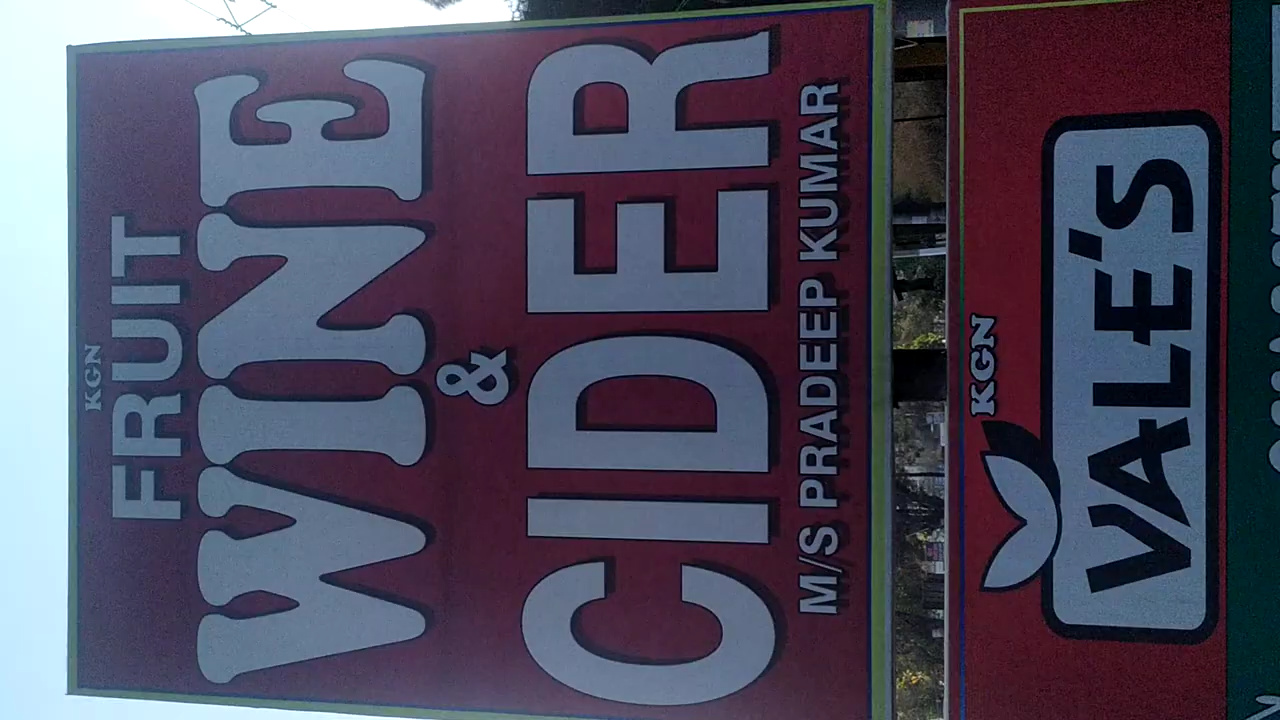 KGN
FRUIT
WINE
&
CIDER
M/S PRADEEP KUMAR
KGN
VALE'S